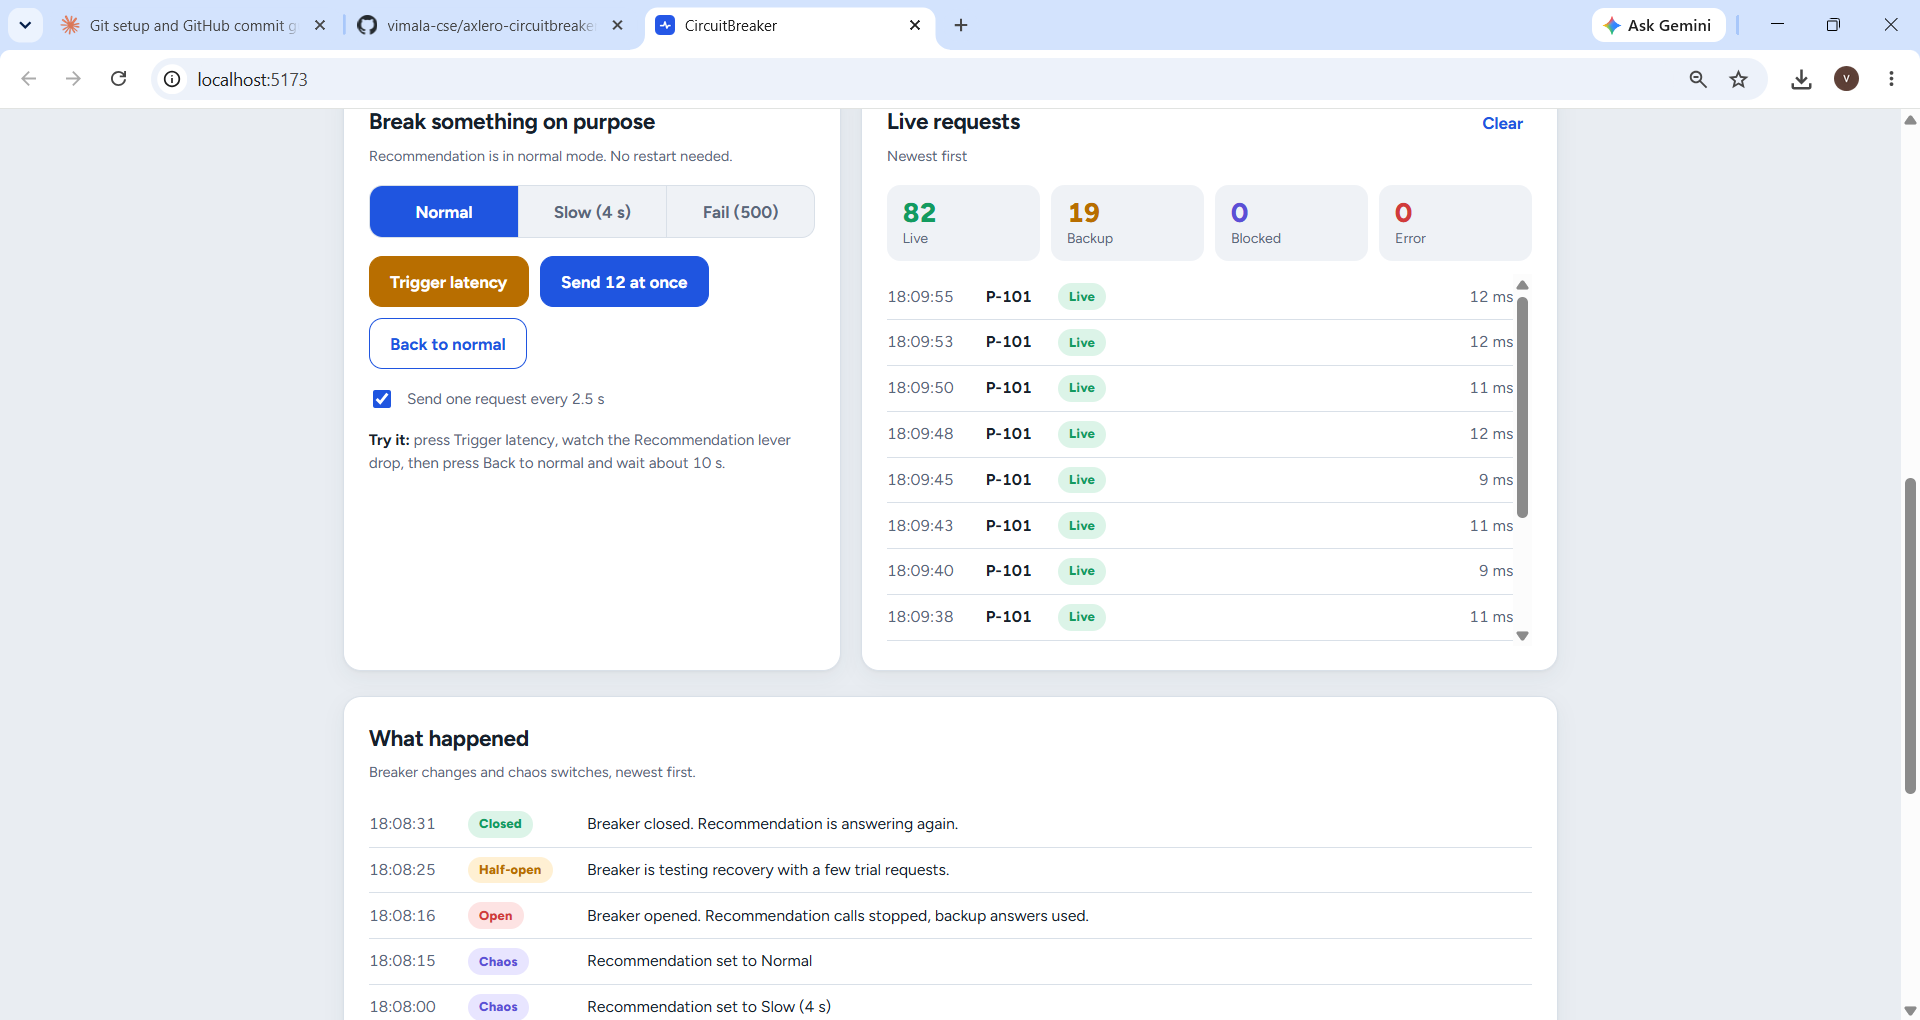 Git setup and GitHub commit g
vimala-cse/axlero-circuitbreake
CircuitBreaker
Ask Gemini
localhost:5173
V
Break something on purpose
Recommendation is in normal mode. No restart needed.
Normal
Slow (4 s)
Fail (500)
Trigger latency
Send 12 at once
Back to normal
Send one request every 2.5 s
Try it: press Trigger latency, watch the Recommendation lever
drop, then press Back to normal and wait about 10 s.
Live requests
Clear
Newest first
82
Live
19
Backup
0
Blocked
0
Error
18:09:55 P-101 Live 12 ms
18:09:53 P-101 Live 12 ms
18:09:50 P-101 Live 11 ms
18:09:48 P-101 Live 12 ms
18:09:45 P-101 Live 9 ms
18:09:43 P-101 Live 11 ms
18:09:40 P-101 Live 9 ms
18:09:38 P-101 Live 11 ms
What happened
Breaker changes and chaos switches, newest first.
18:08:31 Closed Breaker closed. Recommendation is answering again.
18:08:25 Half-open Breaker is testing recovery with a few trial requests.
18:08:16 Open Breaker opened. Recommendation calls stopped, backup answers used.
18:08:15 Chaos Recommendation set to Normal
18:08:00 Chaos Recommendation set to Slow (4 s)